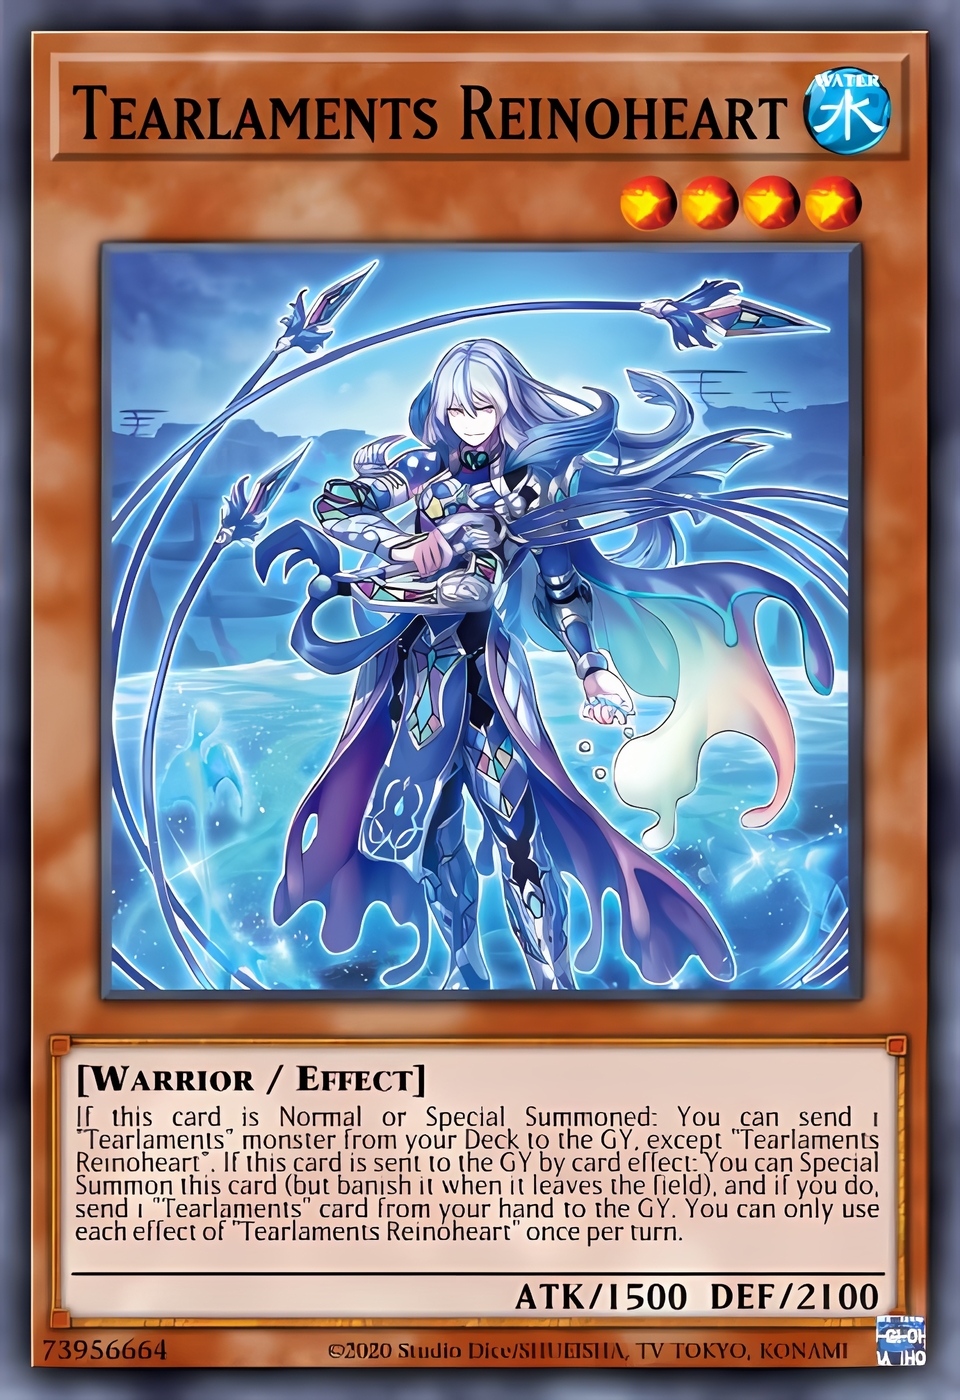 Tearlaments Reinoheart
WATER
水
[Warrior / Effect]
If this card is Normal or Special Summoned: You can send 1
"Tearlaments" monster from your Deck to the GY, except "Tearlaments
Reinoheart". If this card is sent to the GY by card effect: You can Special
Summon this card (but banish it when it leaves the field), and if you do,
send 1 "Tearlaments" card from your hand to the GY. You can only use
each effect of "Tearlaments Reinoheart" once per turn.
ATK/1500 DEF/2100
73956664
©2020 Studio Dice/SHUEISHA, TV TOKYO, KONAMI